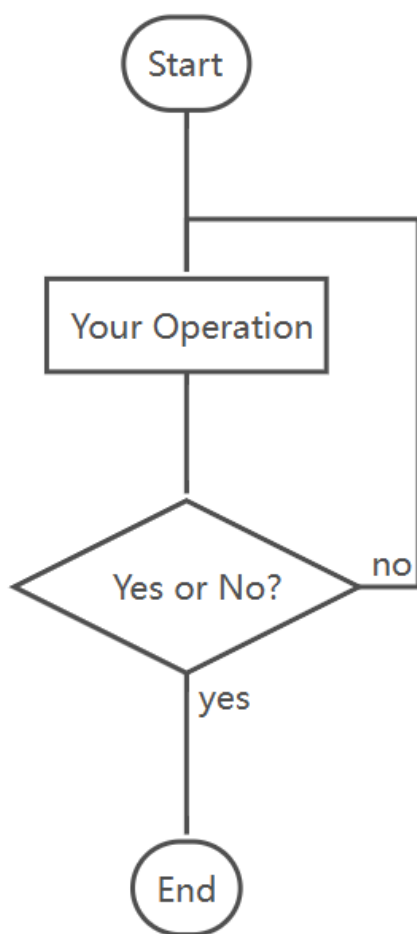 Start
Your Operation
Yes or No?
no
yes
End